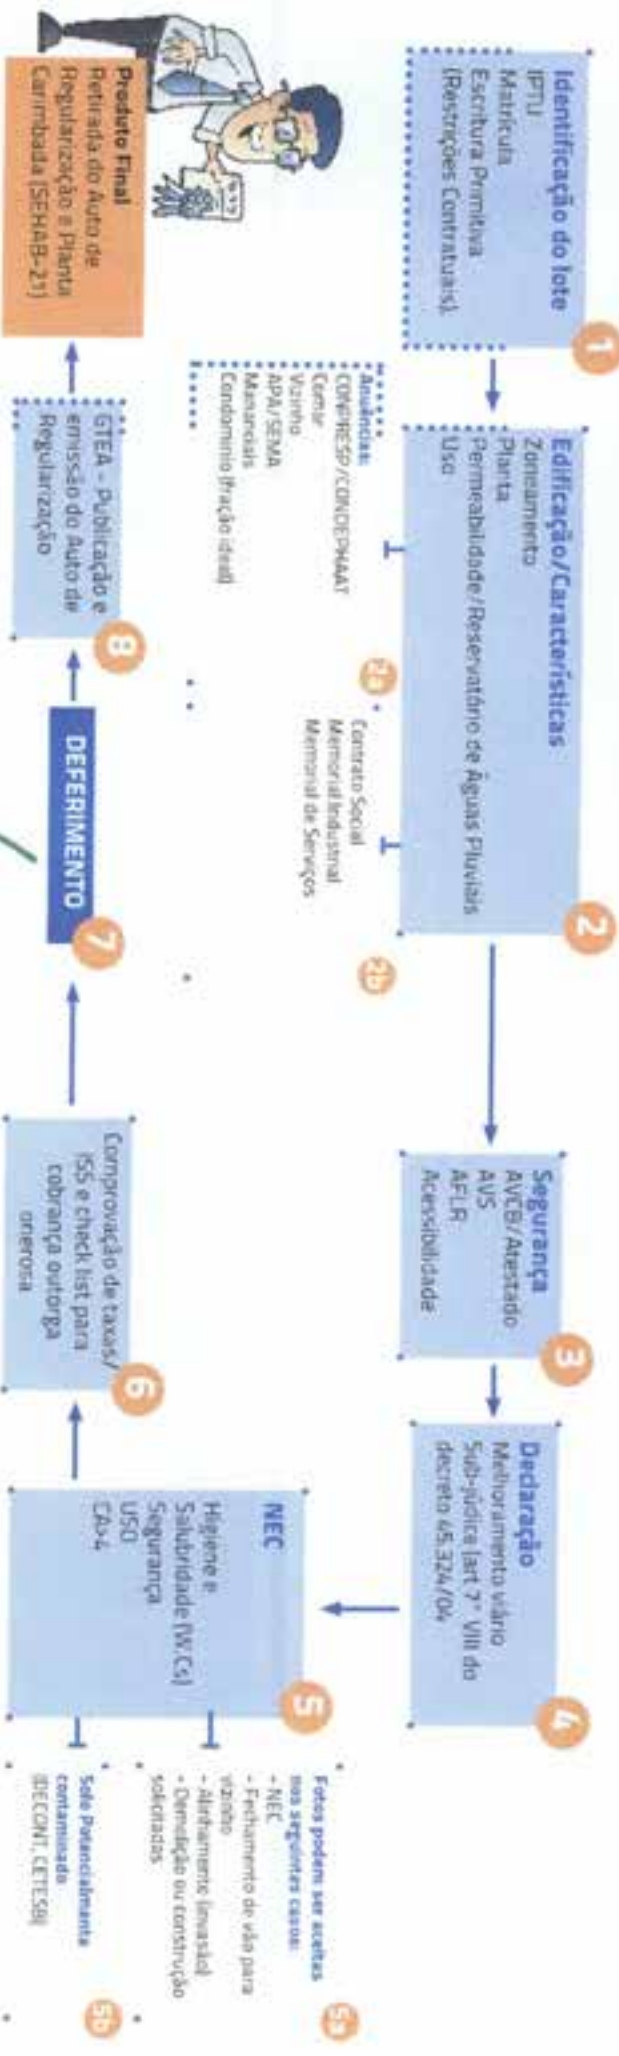 Identificação do lote
IPTU
Matrícula
Escritura Primitiva
(Restrições Contratuais).
1
Edificação/Características
Zoneamento
Planta
Permeabilidade/Reservatório de Águas Pluviais
Uso
2
Anuências:
CONPRESP/CONDEPHAAT
Comar
Vizinho
APA/SEMA
Mananciais
Condomínio (fração ideal)
2a
Contrato Social
Memorial Industrial
Memorial de Serviços
2b
Segurança
AVCB/Atestado
AVS
AFLR
Acessibilidade
3
Declaração
Melhoramento viário
Sub-júdice (art 7° VIII do
decreto 45.324/04
4
NEC
Higiene e
Salubridade (W.Cs)
Segurança
USO
CA>4
5
Fotos podem ser aceitas
nos seguintes casos:
- NEC
- Fechamento de vão para
vizinho
- Alinhamento (invasão)
- Demolição ou construção
solicitadas
5a
Solo Potencialmente
contaminado
(DECONT, CETESB)
5b
Comprovação de taxas/
ISS e check list para
cobrança outorga
onerosa
6
DEFERIMENTO
7
GTEA - Publicação e
emissão do Auto de
Regularização
8
Produto Final
Retirada do Auto de
Regularização e Planta
Carimbada (SEHAB-21)